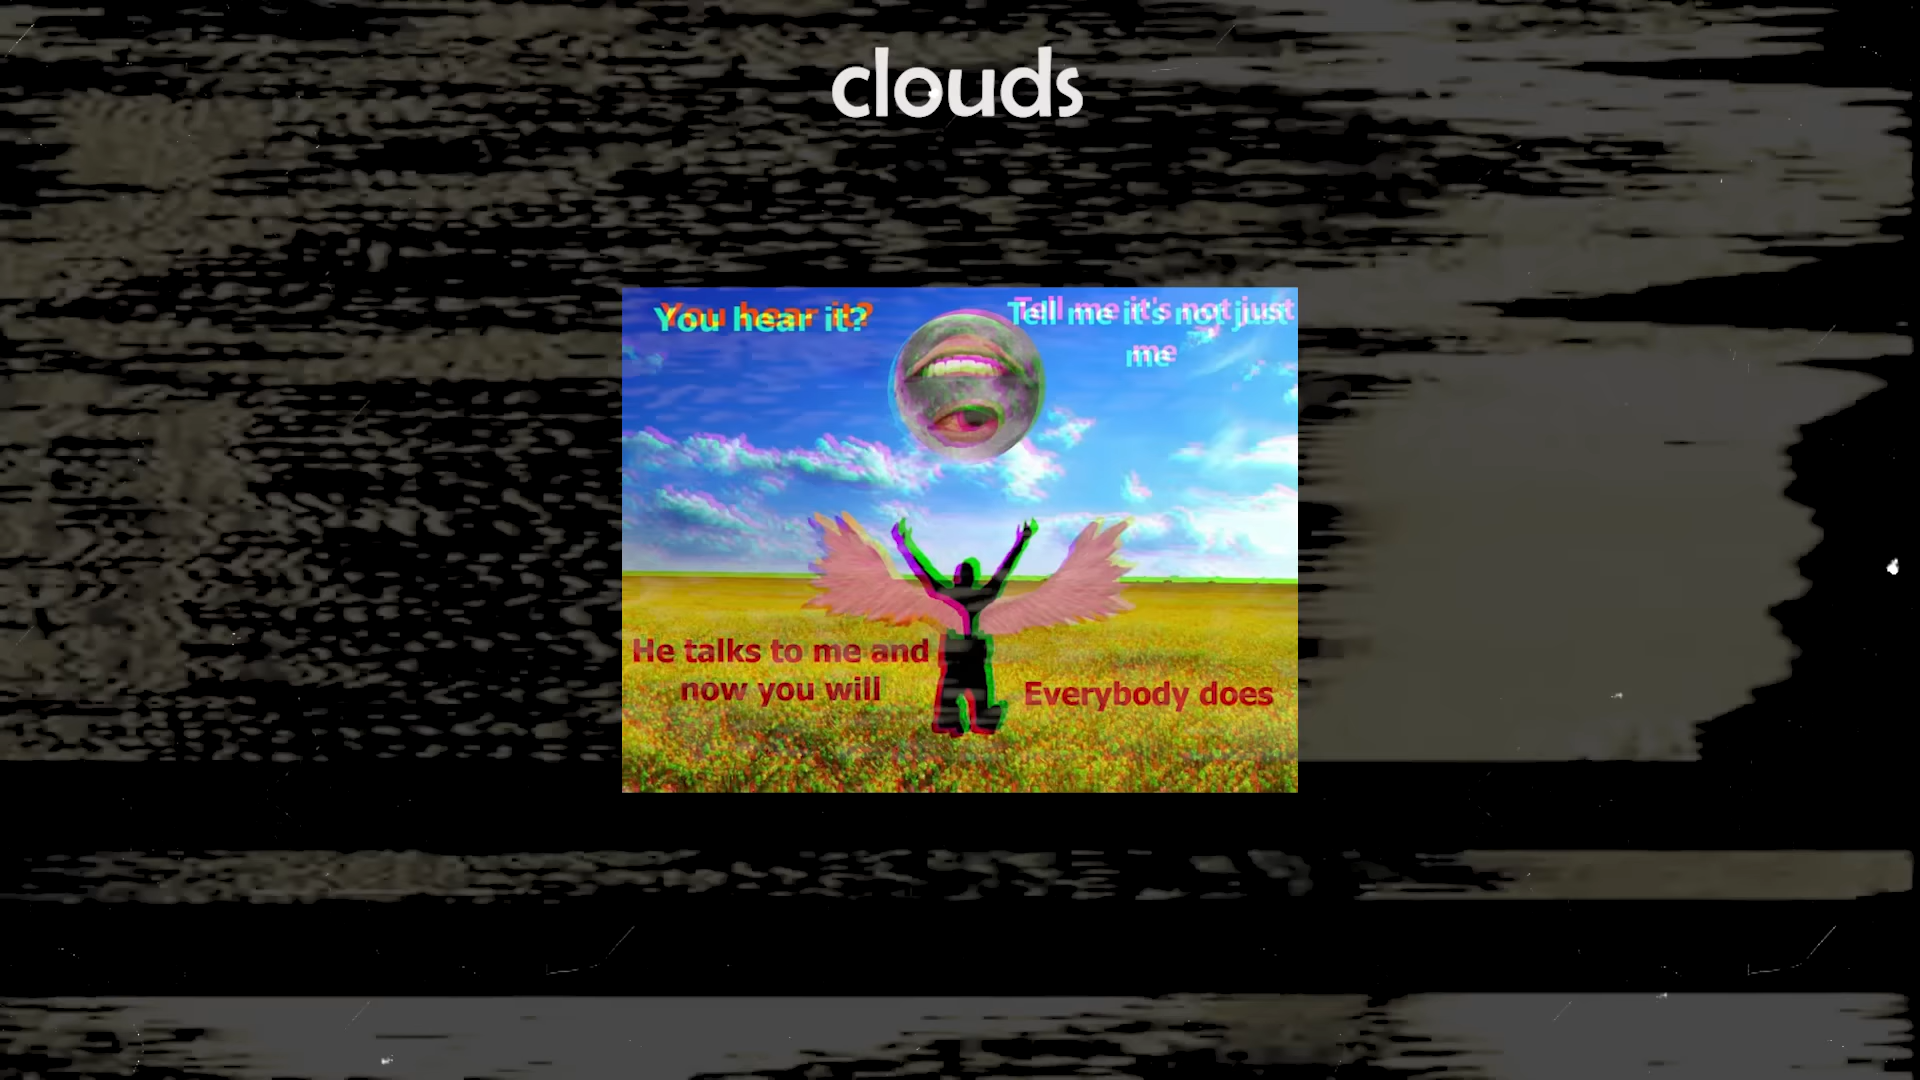 clouds
You hear it?
Tell me it's not just
me
He talks to me and
now you will
Everybody does